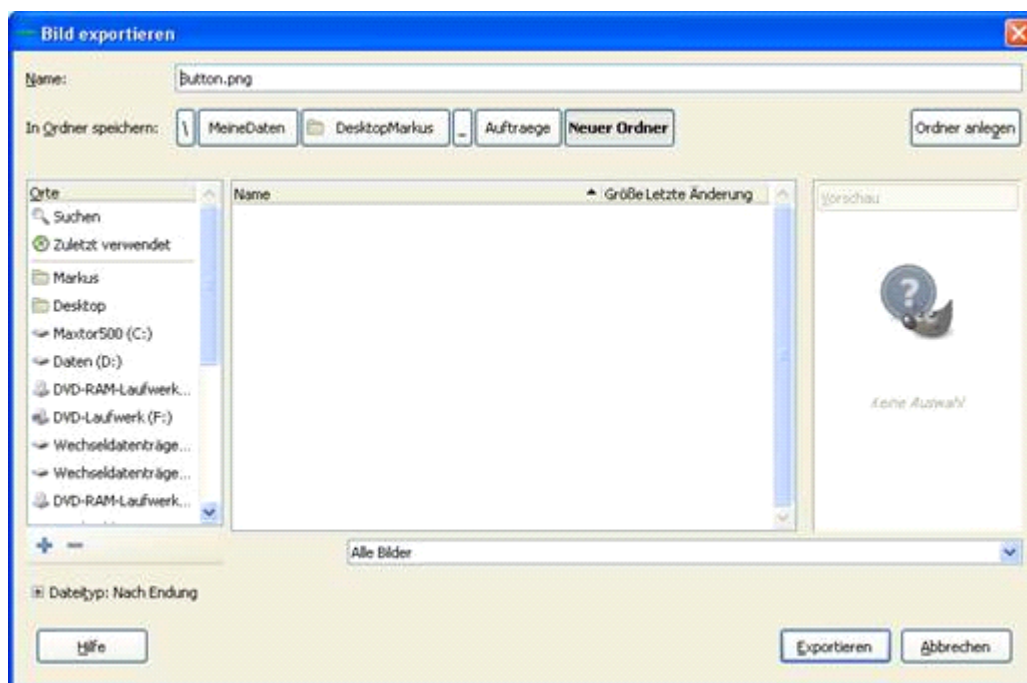 Bild exportieren
Name: button.png
In Ordner speichern: \ MeineDaten DesktopMarkus _ Auftraege Neuer Ordner Ordner anlegen
Orte Name Größe Letzte Änderung Vorschau
Suchen
Zuletzt verwendet
Markus
Desktop
Maxtor500 (C:)
Daten (D:)
DVD-RAM-Laufwerk...
DVD-Laufwerk (F:)
Keine Auswahl
Wechseldatenträge...
Wechseldatenträge...
DVD-RAM-Laufwerk...
Alle Bilder
Dateityp: Nach Endung
Hilfe Exportieren Abbrechen